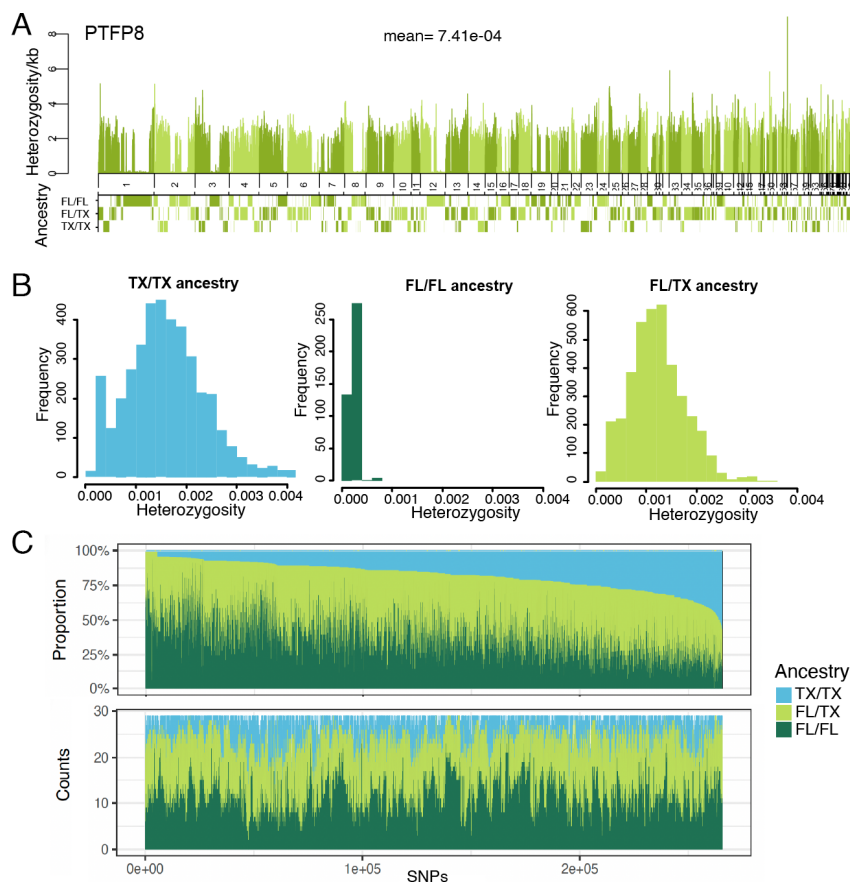 A
PTFP8
mean= 7.41e-04
Heterozygosity/kb
8
6
4
2
0
1 2 3 4 5 6 7 8 9 10 11 12 13 14 15 16 17 18 19 20 21 22 23 24 25 26 27 28
Ancestry
FL/FL
FL/TX
TX/TX
B
TX/TX ancestry
FL/FL ancestry
FL/TX ancestry
Frequency
400
300
200
100
0
0.000 0.001 0.002 0.003 0.004
Heterozygosity
Frequency
250
200
150
100
50
0
0.000 0.001 0.002 0.003 0.004
Heterozygosity
Frequency
600
500
400
300
200
100
0
0.000 0.001 0.002 0.003 0.004
Heterozygosity
C
Proportion
100%
75%
50%
25%
0%
Counts
30
20
10
0
0e+00 1e+05 2e+05
SNPs
Ancestry
TX/TX
FL/TX
FL/FL